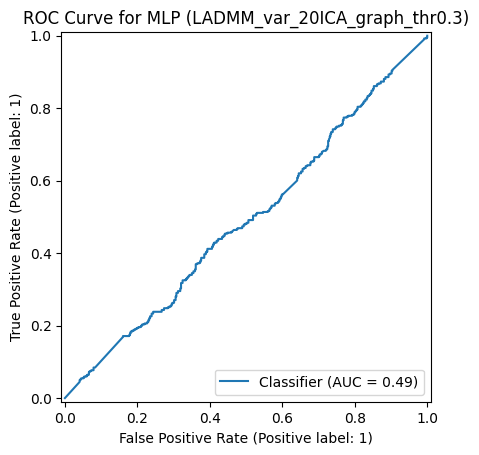 ROC Curve for MLP (LADMM_var_20ICA_graph_thr0.3)
1.0
0.8
0.6
0.4
0.2
0.0
True Positive Rate (Positive label: 1)
Classifier (AUC = 0.49)
0.0 0.2 0.4 0.6 0.8 1.0
False Positive Rate (Positive label: 1)